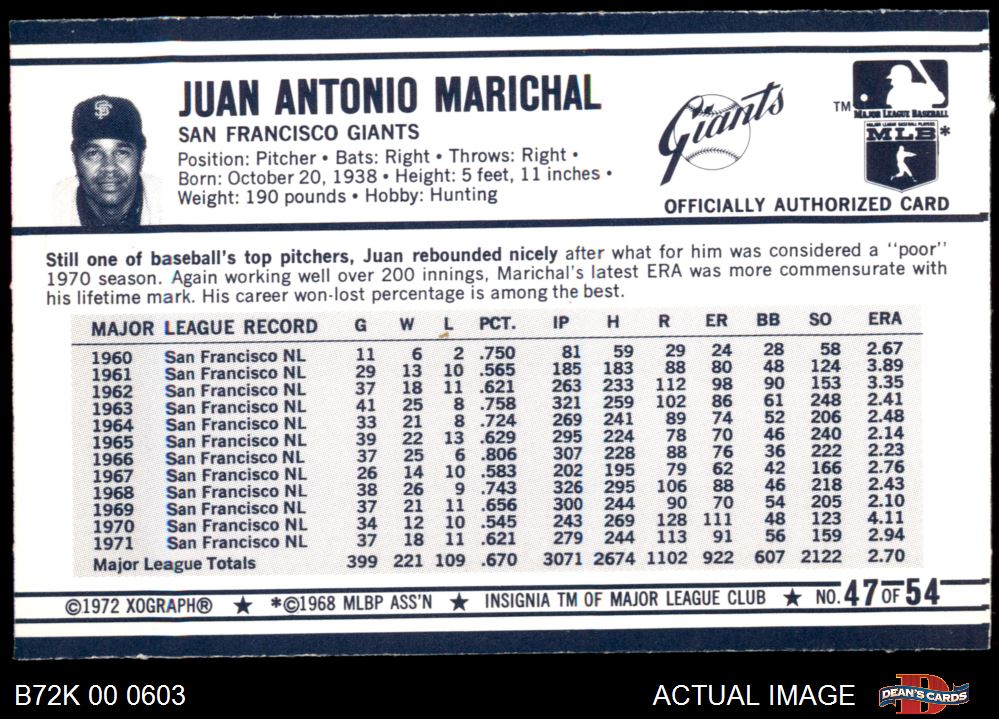 JUAN ANTONIO MARICHAL
SAN FRANCISCO GIANTS
Position: Pitcher • Bats: Right • Throws: Right •
Born: October 20, 1938 • Height: 5 feet, 11 inches •
Weight: 190 pounds • Hobby: Hunting
SF
Giants
TM
MAJOR LEAGUE BASEBALL
MAJOR LEAGUE BASEBALL PLAYERS
MLB*
OFFICIALLY AUTHORIZED CARD
Still one of baseball's top pitchers, Juan rebounded nicely after what for him was considered a "poor"
1970 season. Again working well over 200 innings, Marichal's latest ERA was more commensurate with
his lifetime mark. His career won-lost percentage is among the best.
MAJOR LEAGUE RECORD G W L PCT. IP H R ER BB SO ERA
1960 San Francisco NL 11 6 2 .750 81 59 29 24 28 58 2.67
1961 San Francisco NL 29 13 10 .565 185 183 88 80 48 124 3.89
1962 San Francisco NL 37 18 11 .621 263 233 112 98 90 153 3.35
1963 San Francisco NL 41 25 8 .758 321 259 102 86 61 248 2.41
1964 San Francisco NL 33 21 8 .724 269 241 89 74 52 206 2.48
1965 San Francisco NL 39 22 13 .629 295 224 78 70 46 240 2.14
1966 San Francisco NL 37 25 6 .806 307 228 88 76 36 222 2.23
1967 San Francisco NL 26 14 10 .583 202 195 79 62 42 166 2.76
1968 San Francisco NL 38 26 9 .743 326 295 106 88 46 218 2.43
1969 San Francisco NL 37 21 11 .656 300 244 90 70 54 205 2.10
1970 San Francisco NL 34 12 10 .545 243 269 128 111 48 123 4.11
1971 San Francisco NL 37 18 11 .621 279 244 113 91 56 159 2.94
Major League Totals 399 221 109 .670 3071 2674 1102 922 607 2122 2.70
©1972 XOGRAPH® ★ *©1968 MLBP ASS'N ★ INSIGNIA TM OF MAJOR LEAGUE CLUB ★ NO. 47 OF 54
B72K 00 0603 ACTUAL IMAGE DEAN'S CARDS